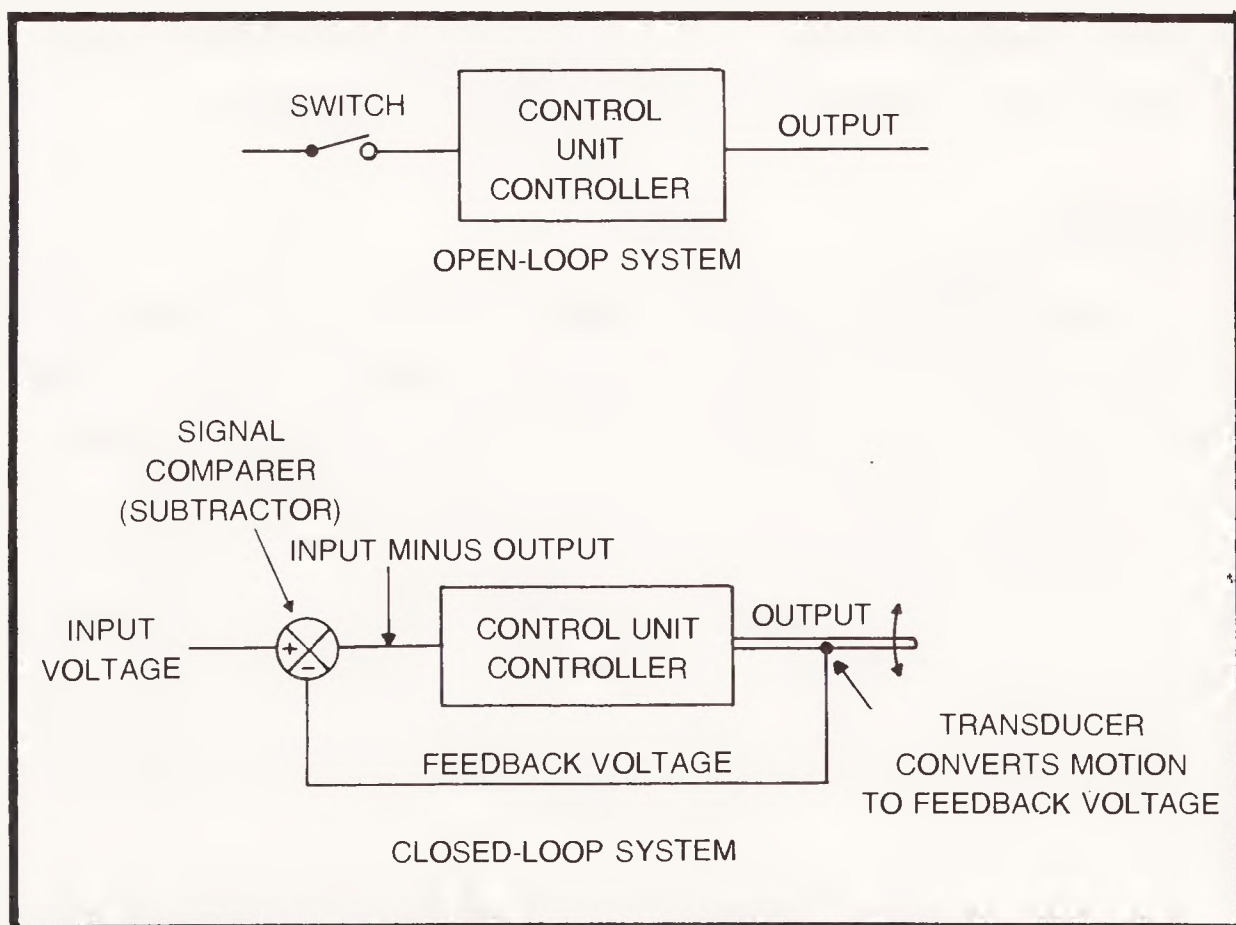 SWITCH
CONTROL
UNIT
CONTROLLER
OUTPUT
OPEN-LOOP SYSTEM
SIGNAL
COMPARER
(SUBTRACTOR)
INPUT MINUS OUTPUT
INPUT
VOLTAGE
+
-
CONTROL UNIT
CONTROLLER
OUTPUT
TRANSDUCER
CONVERTS MOTION
TO FEEDBACK VOLTAGE
FEEDBACK VOLTAGE
CLOSED-LOOP SYSTEM